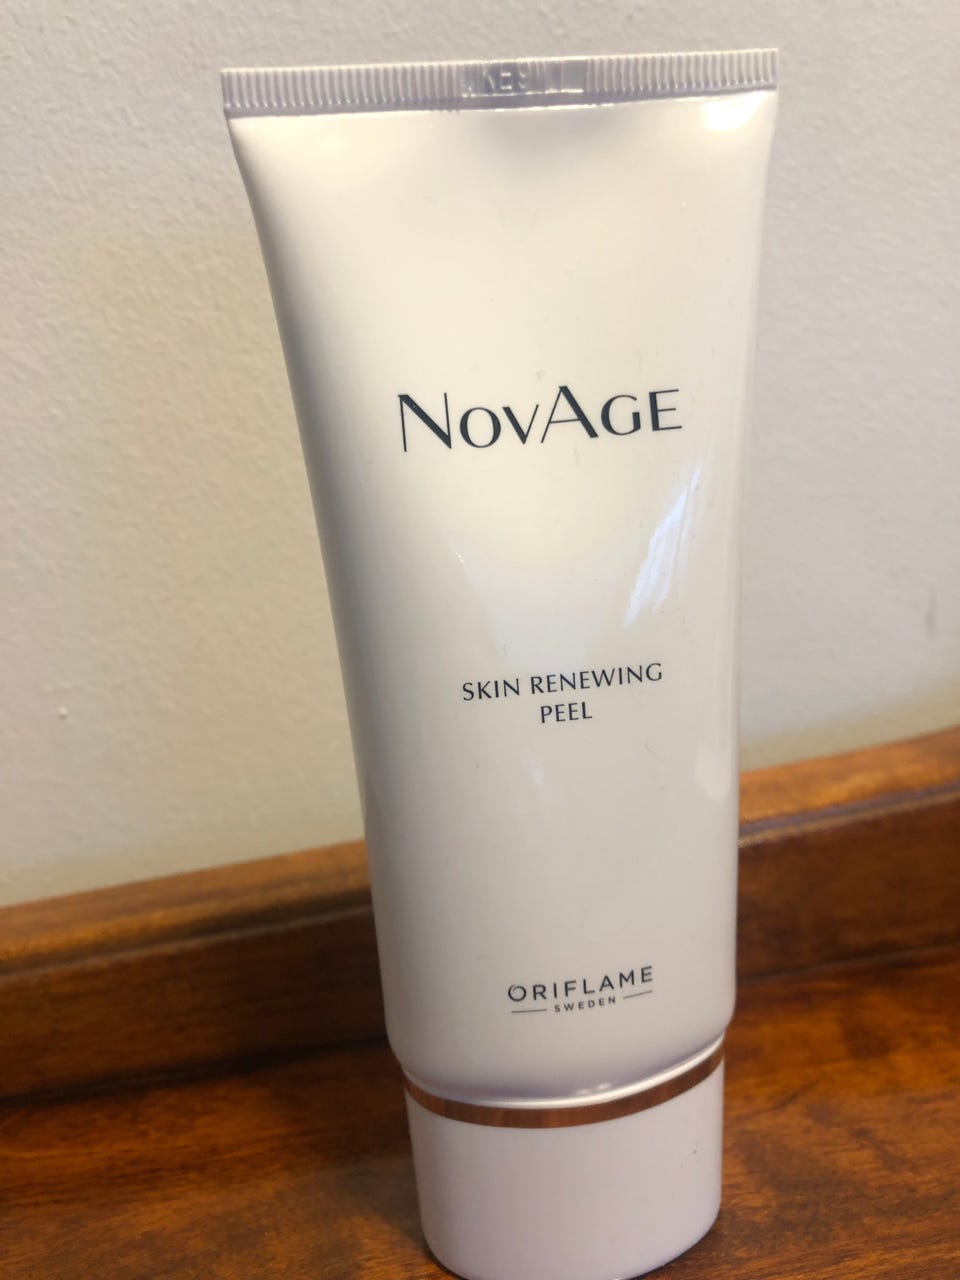 NOVAGE
SKIN RENEWING
PEEL
ORIFLAME
SWEDEN